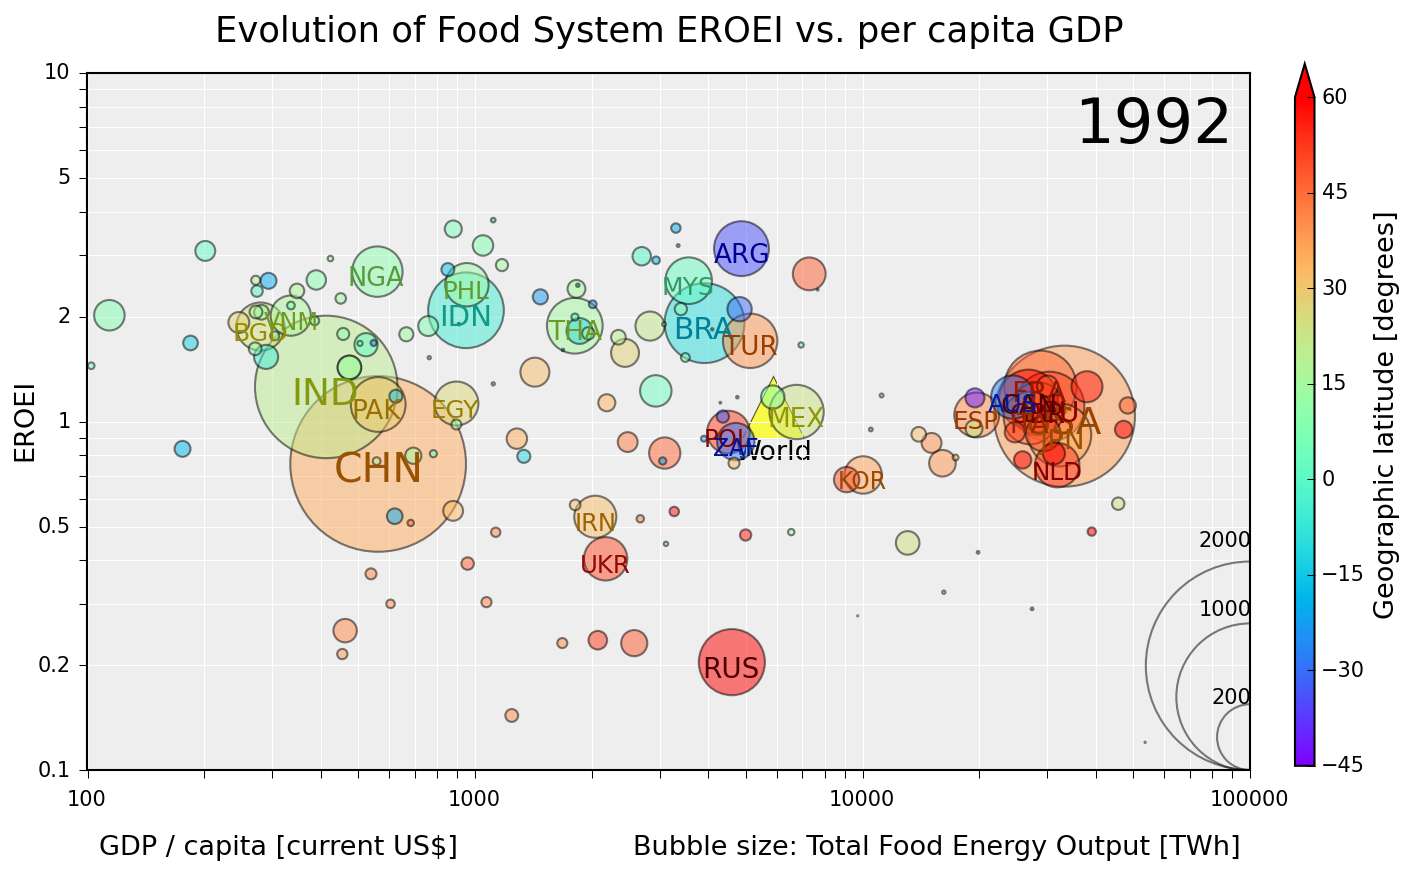 Evolution of Food System EROEI vs. per capita GDP
1992
10
5
2
1
0.5
0.2
0.1
EROEI
ARG
NGA
PHL
MYS
IDN
VNM
BGD
THA
BRA
TUR
IND
PAK
EGY
MEX
World
POL
ZAF
CHN
ESP
AUS
NLD
KOR
IRN
UKR
RUS
2000
1000
200
100
1000
10000
100000
GDP / capita [current US$]
Bubble size: Total Food Energy Output [TWh]
60
45
30
15
0
−15
−30
−45
Geographic latitude [degrees]